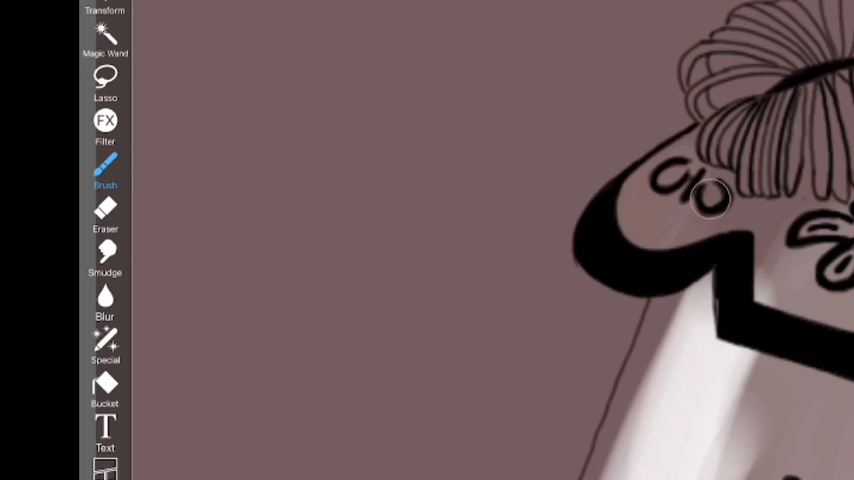 Transform
Magic Wand
Lasso
FX
Filter
Brush
Eraser
Smudge
Blur
Special
Bucket
T
Text